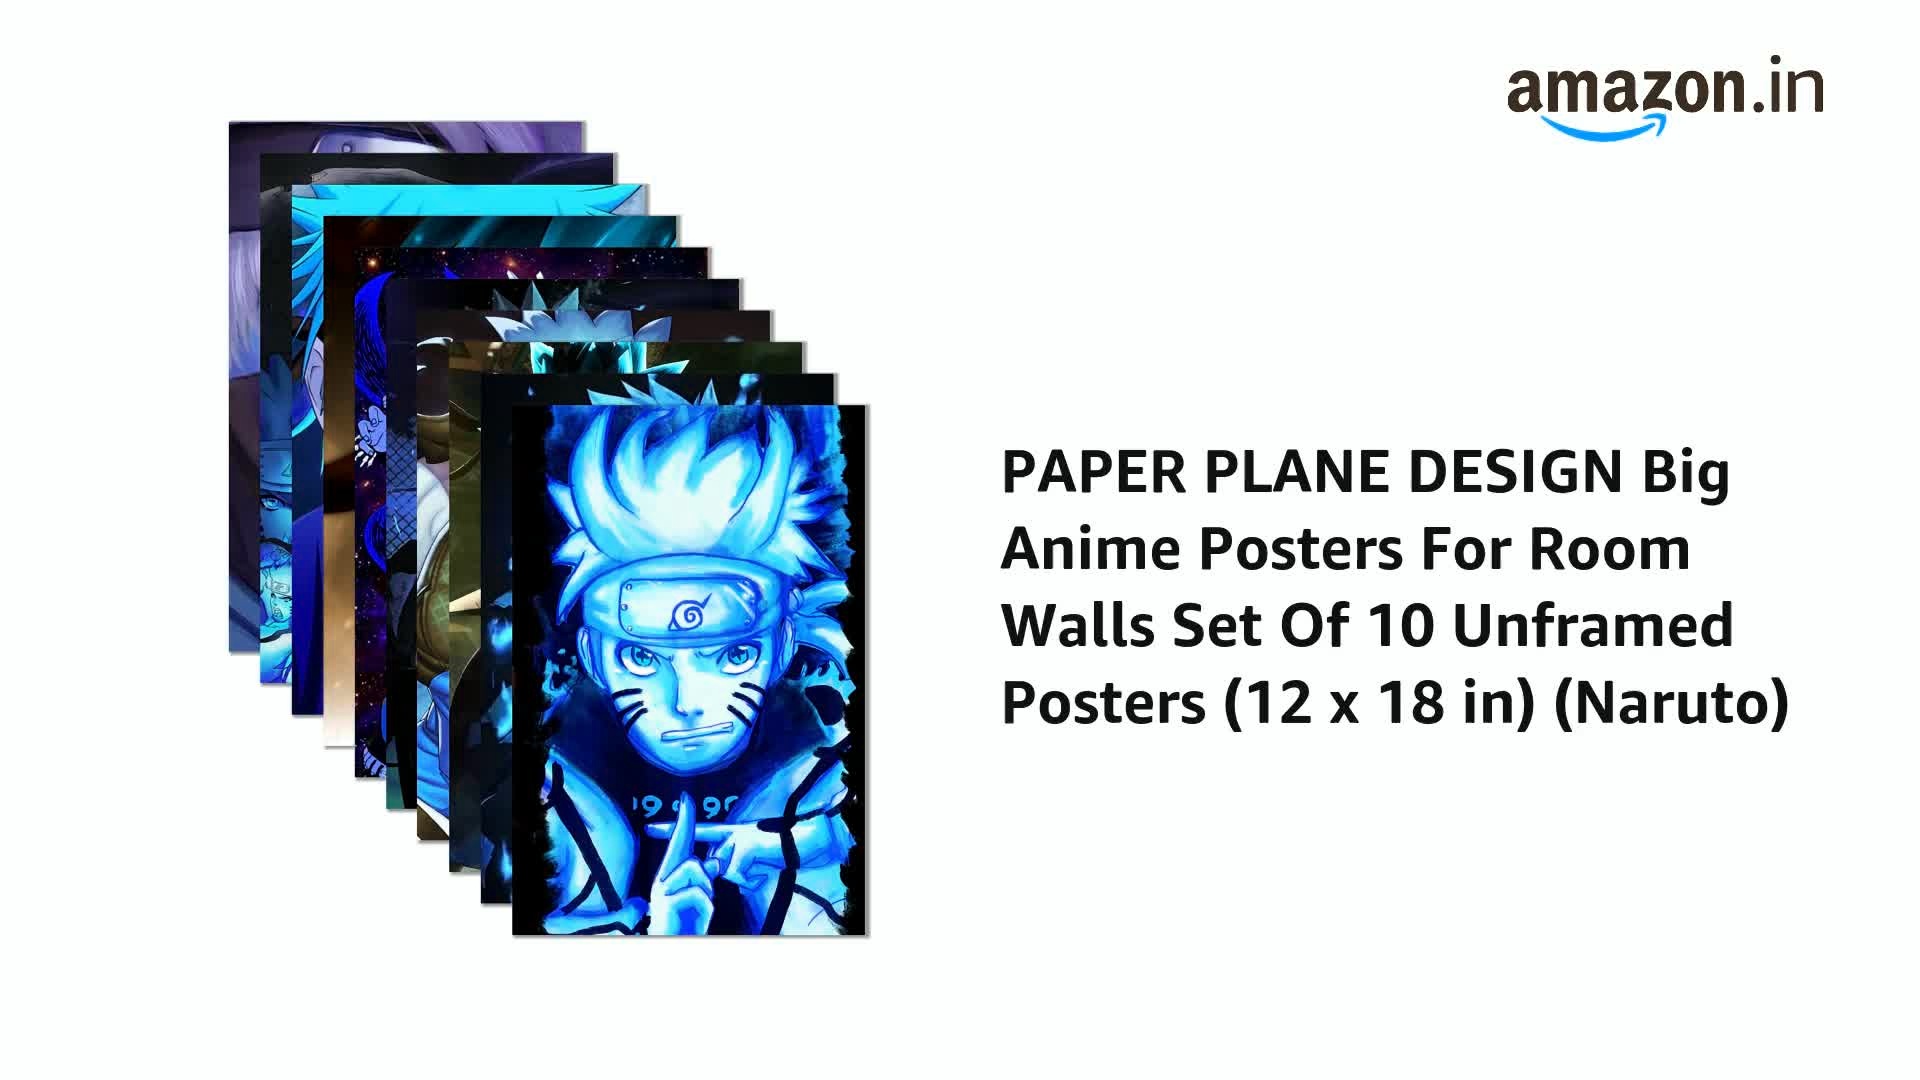 amazon.in
PAPER PLANE DESIGN Big
Anime Posters For Room
Walls Set Of 10 Unframed
Posters (12 x 18 in) (Naruto)